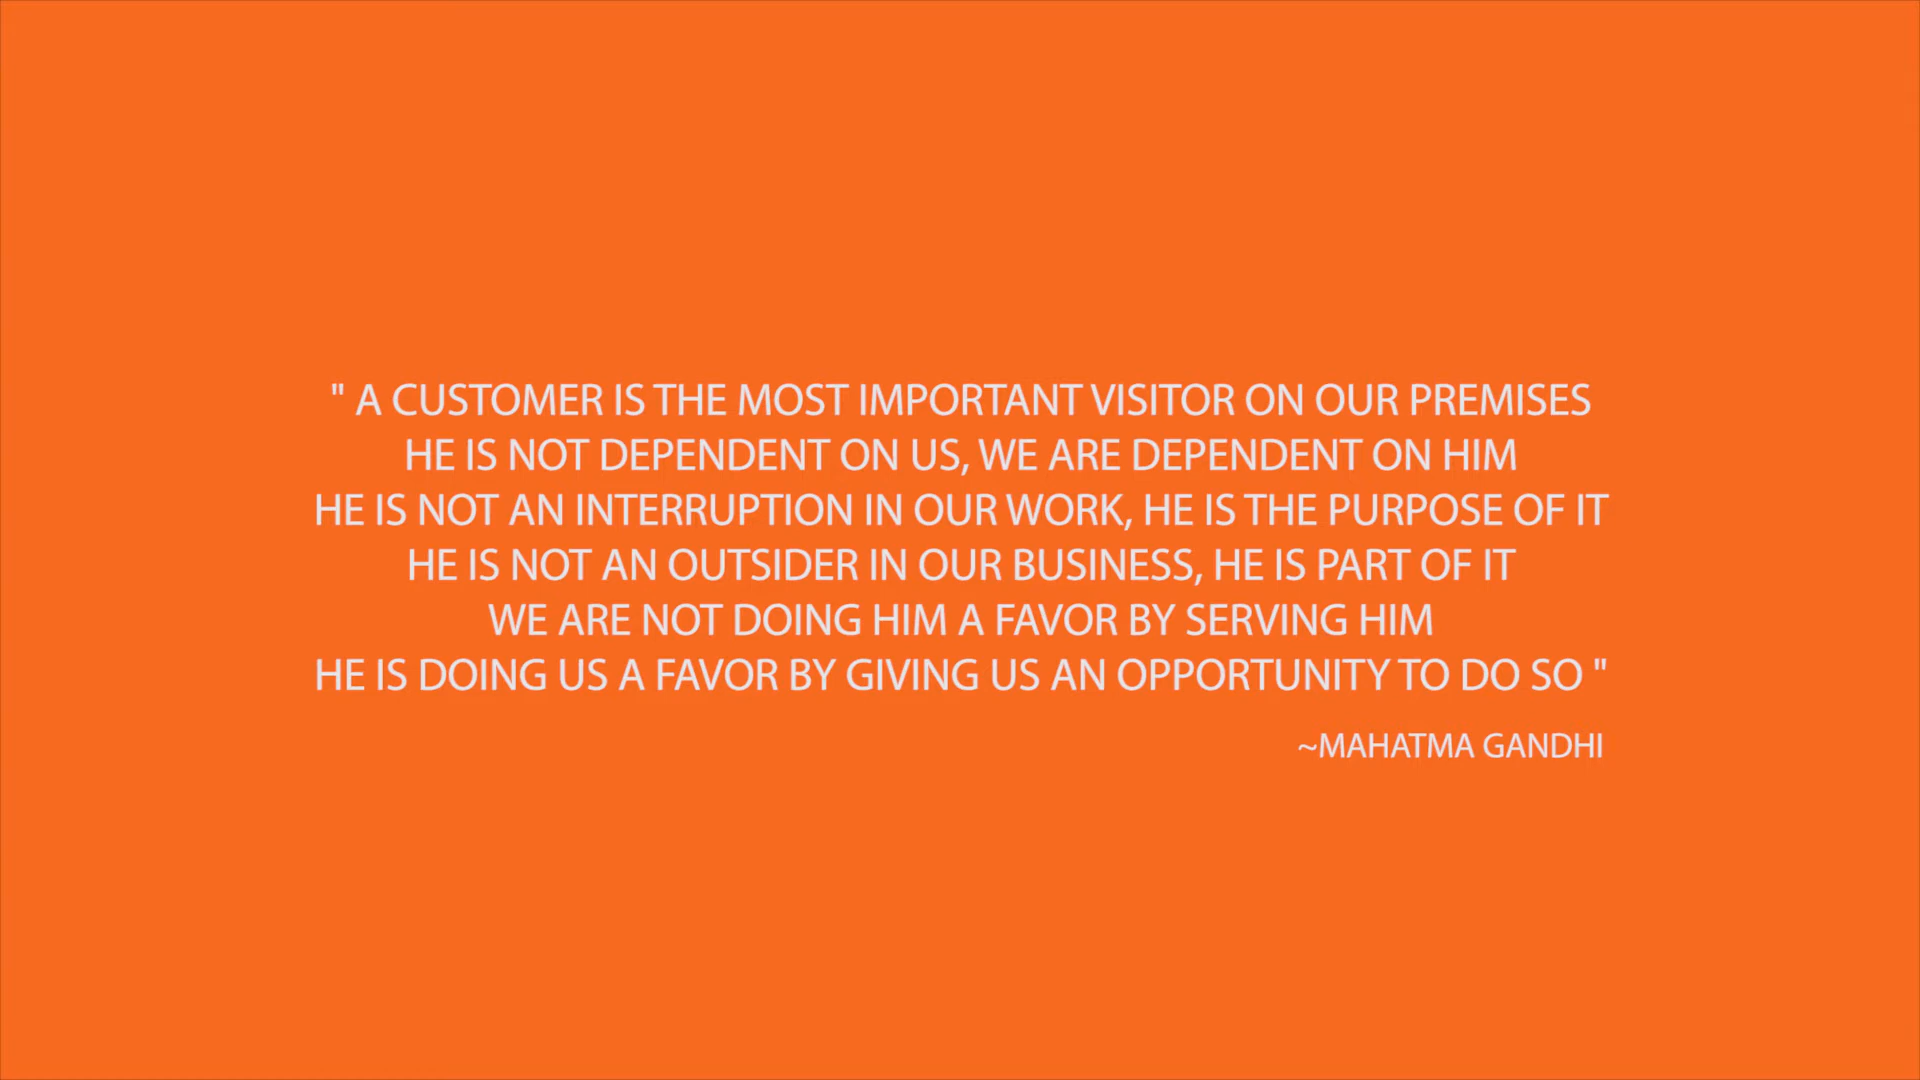 " A CUSTOMER IS THE MOST IMPORTANT VISITOR ON OUR PREMISES
HE IS NOT DEPENDENT ON US, WE ARE DEPENDENT ON HIM
HE IS NOT AN INTERRUPTION IN OUR WORK, HE IS THE PURPOSE OF IT
HE IS NOT AN OUTSIDER IN OUR BUSINESS, HE IS PART OF IT
WE ARE NOT DOING HIM A FAVOR BY SERVING HIM
HE IS DOING US A FAVOR BY GIVING US AN OPPORTUNITY TO DO SO "
~MAHATMA GANDHI